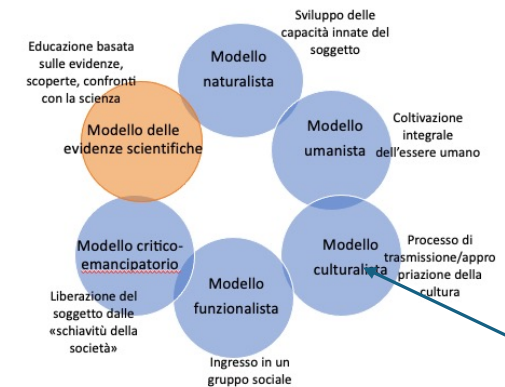 Sviluppo delle
capacità innate del
soggetto
Modello
naturalista
Educazione basata
sulle evidenze,
scoperte, confronti
con la scienza
Modello delle
evidenze scientifiche
Modello
umanista
Coltivazione
integrale
dell'essere umano
Modello
culturalista
Processo di
trasmissione/appro
priazione della
cultura
Modello critico-
emancipatorio
Liberazione del
soggetto dalle
«schiavitù della
società»
Modello
funzionalista
Ingresso in un
gruppo sociale